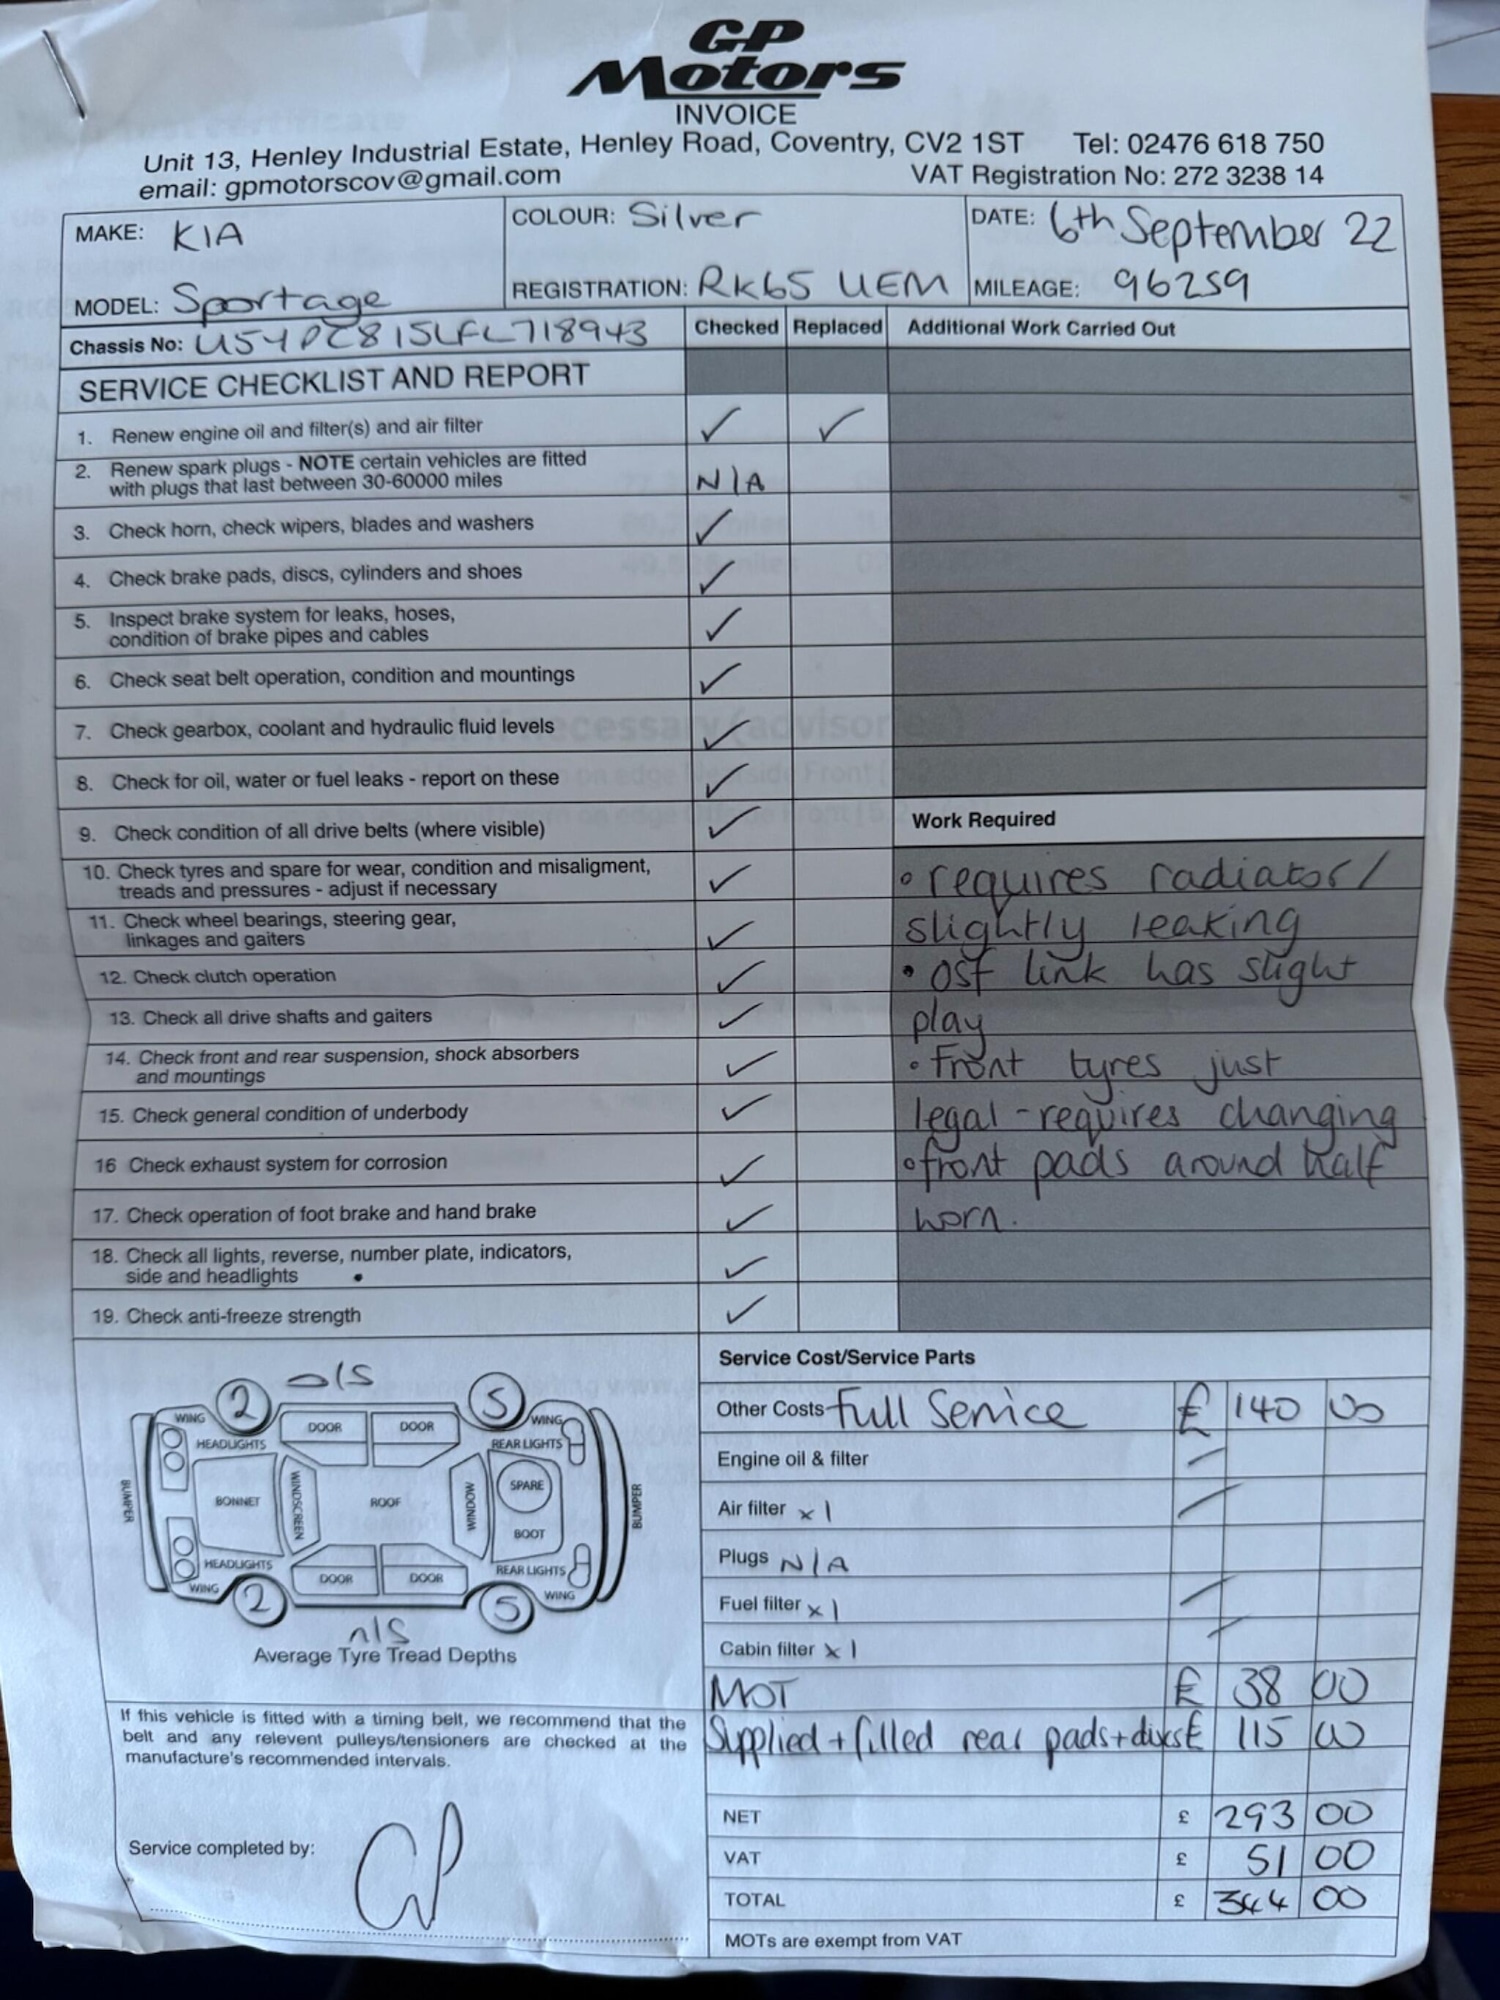 GP
Motors
INVOICE
Unit 13, Henley Industrial Estate, Henley Road, Coventry, CV2 1ST Tel: 02476 618 750
email: gpmotorscov@gmail.com VAT Registration No: 272 3238 14
MAKE: KIA COLOUR: Silver DATE: 6th September 22
MODEL: Sportage REGISTRATION: RK65 UEM MILEAGE: 96259
Chassis No: U5YPC815LFL718943 Checked Replaced Additional Work Carried Out
SERVICE CHECKLIST AND REPORT
1. Renew engine oil and filter(s) and air filter ✓ ✓
2. Renew spark plugs - NOTE certain vehicles are fitted
with plugs that last between 30-60000 miles N/A
3. Check horn, check wipers, blades and washers ✓
4. Check brake pads, discs, cylinders and shoes ✓
5. Inspect brake system for leaks, hoses,
condition of brake pipes and cables ✓
6. Check seat belt operation, condition and mountings ✓
7. Check gearbox, coolant and hydraulic fluid levels ✓
8. Check for oil, water or fuel leaks - report on these ✓
9. Check condition of all drive belts (where visible) ✓
10. Check tyres and spare for wear, condition and misaligment,
treads and pressures - adjust if necessary ✓
11. Check wheel bearings, steering gear,
linkages and gaiters ✓
12. Check clutch operation ✓
13. Check all drive shafts and gaiters ✓
14. Check front and rear suspension, shock absorbers
and mountings ✓
15. Check general condition of underbody ✓
16 Check exhaust system for corrosion ✓
17. Check operation of foot brake and hand brake ✓
18. Check all lights, reverse, number plate, indicators,
side and headlights ✓
19. Check anti-freeze strength ✓
Work Required
• requires radiator/
slightly leaking
• osf link has slight
play
• front tyres just
legal - requires changing
• front pads around half
worn.
o/s
2 5
WING DOOR DOOR WING
HEADLIGHTS REAR LIGHTS
BUMPER BONNET WINDSCREEN ROOF WINDOW SPARE BUMPER
BOOT
HEADLIGHTS DOOR DOOR REAR LIGHTS
WING WING
2 5
n/s
Average Tyre Tread Depths
If this vehicle is fitted with a timing belt, we recommend that the
belt and any relevent pulleys/tensioners are checked at the
manufacture's recommended intervals.
Service completed by: GP
Service Cost/Service Parts
Other Costs Full Service £ 140 00
Engine oil & filter
Air filter x 1
Plugs N/A
Fuel filter x 1
Cabin filter x 1
MOT £ 38 00
Supplied + fitted rear pads + discs £ 115 00
NET £ 293 00
VAT £ 51 00
TOTAL £ 344 00
MOTs are exempt from VAT